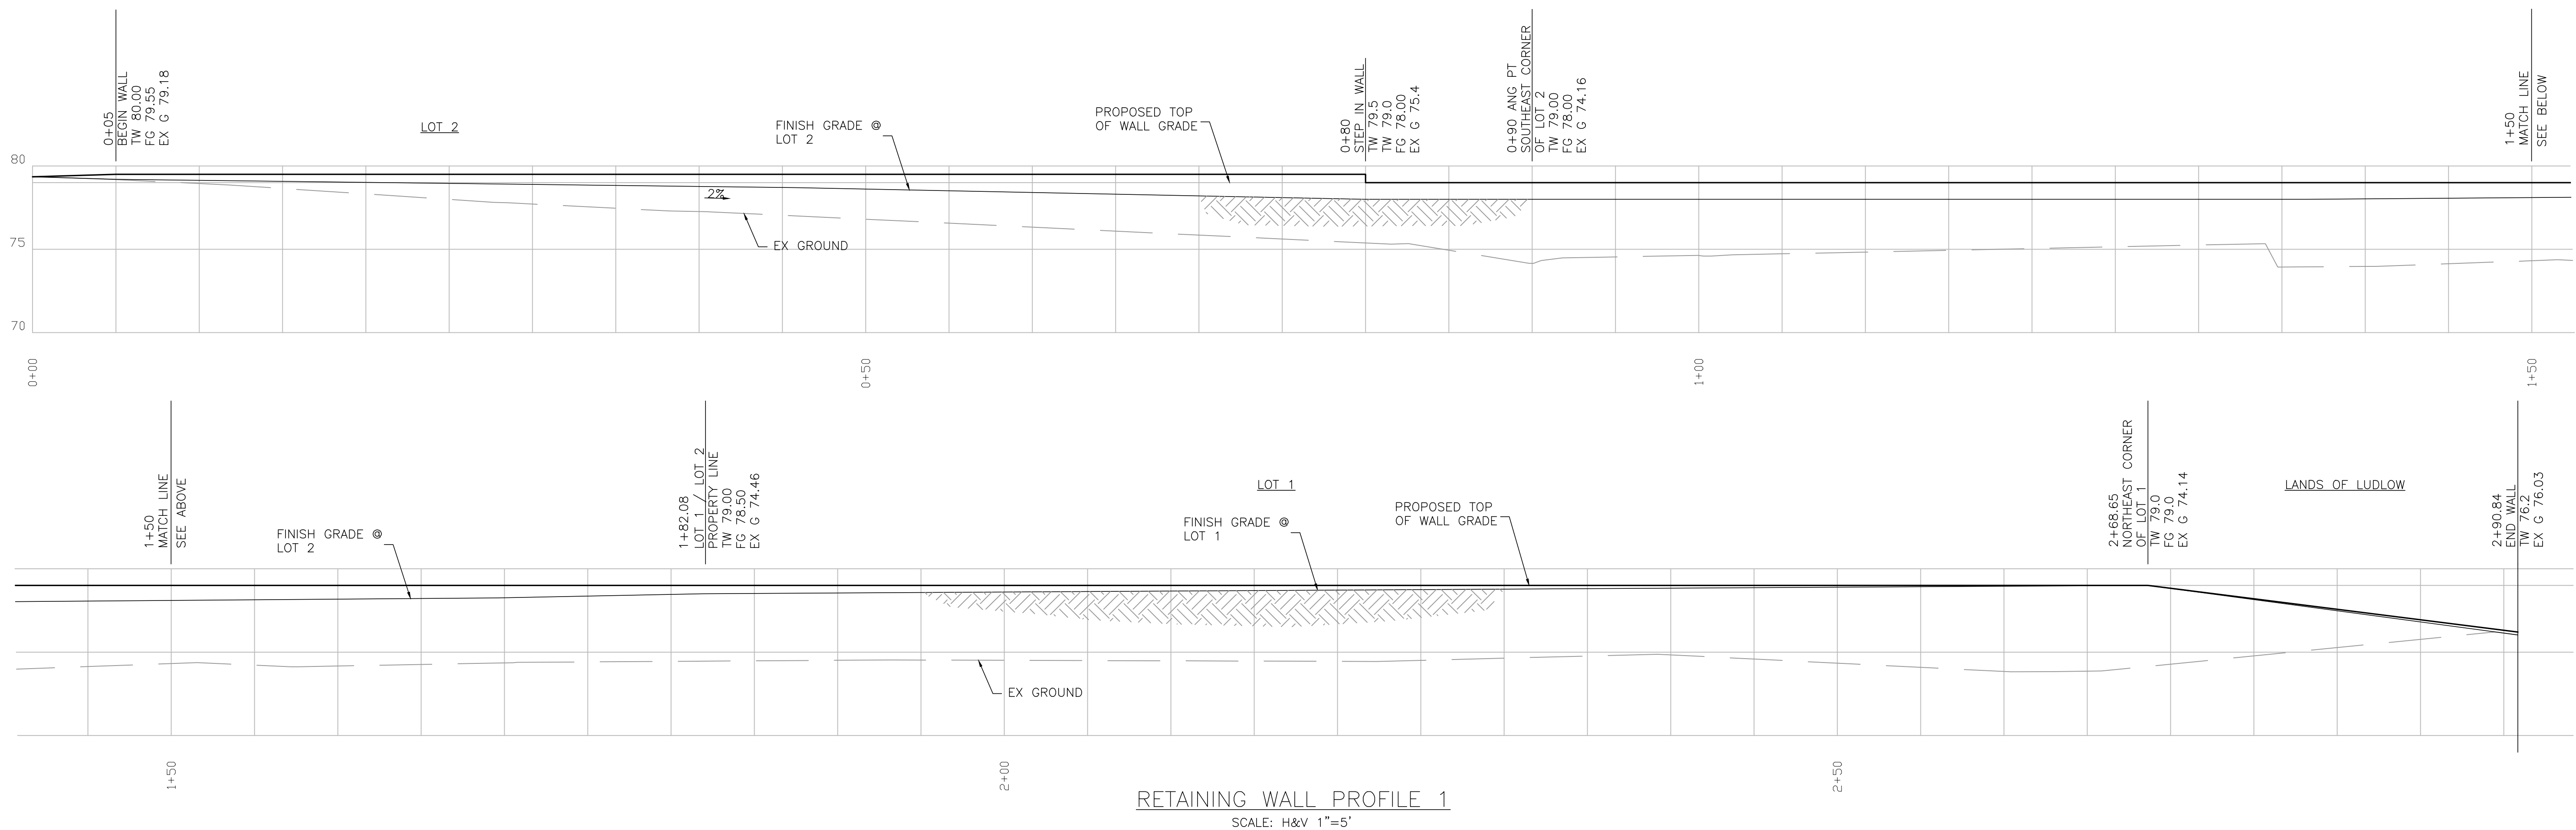 0+05
BEGIN WALL
TW 80.00
FG 79.55
EX G 79.18
LOT 2
FINISH GRADE @
LOT 2
PROPOSED TOP
OF WALL GRADE
0+80
STEP IN WALL
TW 79.5
TW 79.0
FG 78.00
EX G 75.4
0+90 ANG PT
SOUTHEAST CORNER
OF LOT 2
TW 79.00
FG 78.00
EX G 74.16
1+50
MATCH LINE
SEE BELOW
80
75
70
2%
EX GROUND
0+00
0+50
1+00
1+50
1+50
MATCH LINE
SEE ABOVE
FINISH GRADE @
LOT 2
1+82.08
LOT 1 / LOT 2
PROPERTY LINE
TW 79.00
FG 78.50
EX G 74.46
LOT 1
FINISH GRADE @
LOT 1
PROPOSED TOP
OF WALL GRADE
2+68.65
NORTHEAST CORNER
OF LOT 1
TW 79.0
FG 79.0
EX G 74.14
LANDS OF LUDLOW
2+90.84
END WALL
TW 76.2
EX G 76.03
EX GROUND
1+50
2+00
2+50
RETAINING WALL PROFILE 1
SCALE: H&V 1"=5'